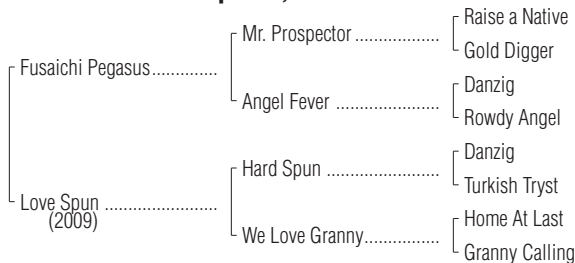 Raise a Native
Mr. Prospector ..................
Gold Digger
Fusaichi Pegasus..............
Danzig
Angel Fever ......................
Rowdy Angel
Danzig
Hard Spun .......................
Turkish Tryst
Love Spun ........................
(2009)
Home At Last
We Love Granny................
Granny Calling